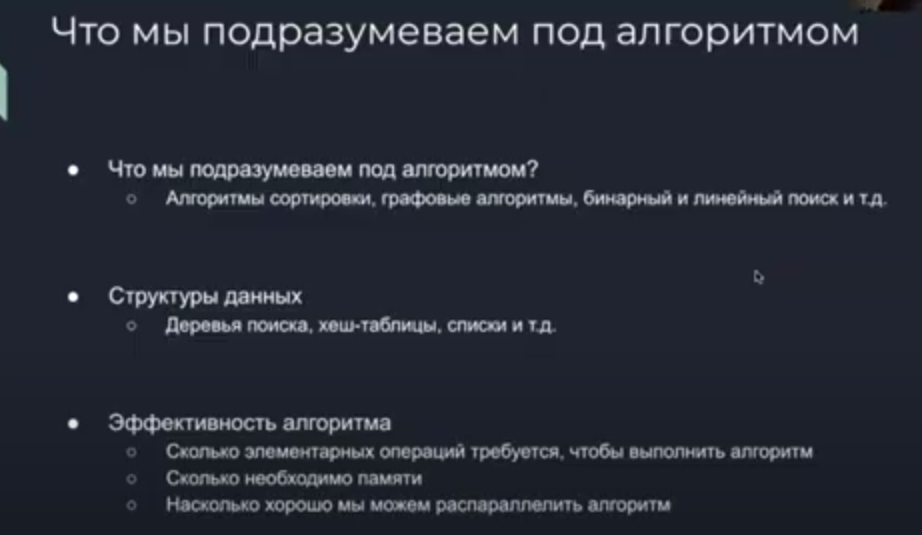 Что мы подразумеваем под алгоритмом
● Что мы подразумеваем под алгоритмом?
○ Алгоритмы сортировки, графовые алгоритмы, бинарный и линейный поиск и т.д.
● Структуры данных
○ Деревья поиска, хеш-таблицы, списки и т.д.
● Эффективность алгоритма
○ Сколько элементарных операций требуется, чтобы выполнить алгоритм
○ Сколько необходимо памяти
○ Насколько хорошо мы можем распараллелить алгоритм